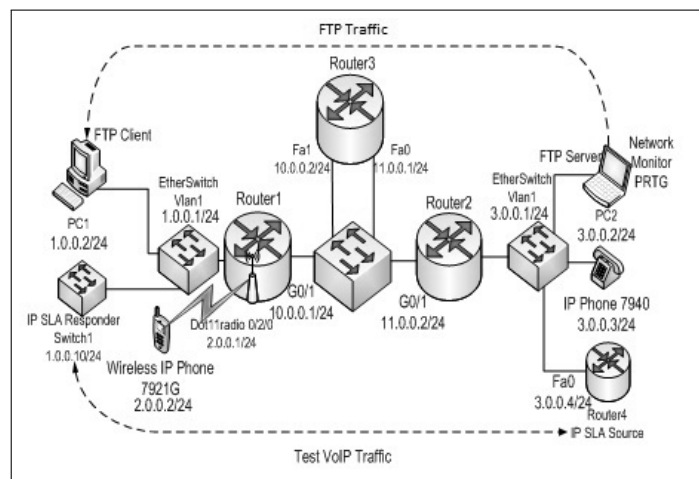 FTP Traffic
Router3
FTP Client
Fa1
10.0.0.2/24
Fa0
11.0.0.1/24
Network
Monitor
PRTG
FTP Server
EtherSwitch
Vlan1
1.0.0.1/24
Router1
Router2
EtherSwitch
Vlan1
3.0.0.1/24
PC1
1.0.0.2/24
PC2
3.0.0.2/24
G0/1
10.0.0.1/24
G0/1
11.0.0.2/24
IP Phone 7940
3.0.0.3/24
IP SLA Responder
Switch1
1.0.0.10/24
Dot11radio 0/2/0
2.0.0.1/24
Wireless IP Phone
7921G
2.0.0.2/24
Fa0
3.0.0.4/24
Router4
IP SLA Source
Test VoIP Traffic